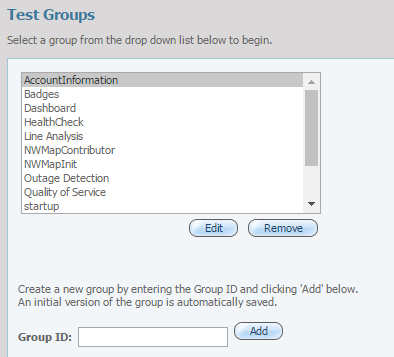 Test Groups
Select a group from the drop down list below to begin.
AccountInformation
Badges
Dashboard
HealthCheck
Line Analysis
NWMapContributor
NWMapInit
Outage Detection
Quality of Service
startup
Edit
Remove
Create a new group by entering the Group ID and clicking 'Add' below.
An initial version of the group is automatically saved.
Group ID:
Add